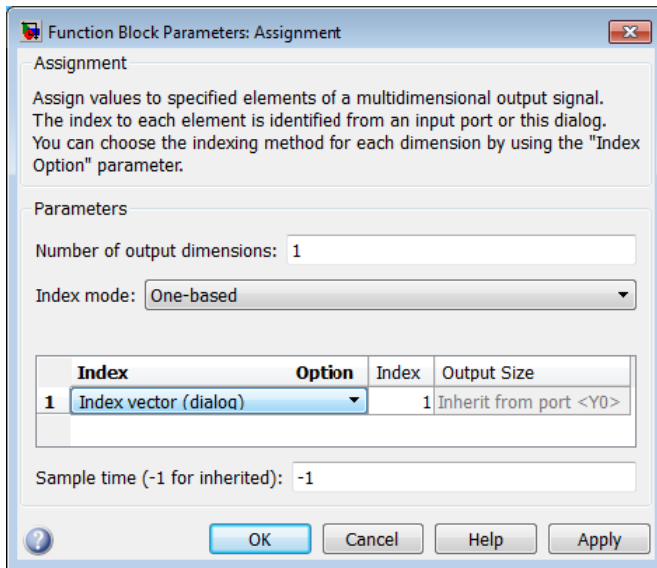 Function Block Parameters: Assignment
Assignment
Assign values to specified elements of a multidimensional output signal.
The index to each element is identified from an input port or this dialog.
You can choose the indexing method for each dimension by using the "Index
Option" parameter.
Parameters
Number of output dimensions: 1
Index mode: One-based
Index Option Index Output Size
1 Index vector (dialog) 1 Inherit from port <Y0>
Sample time (-1 for inherited): -1
? OK Cancel Help Apply